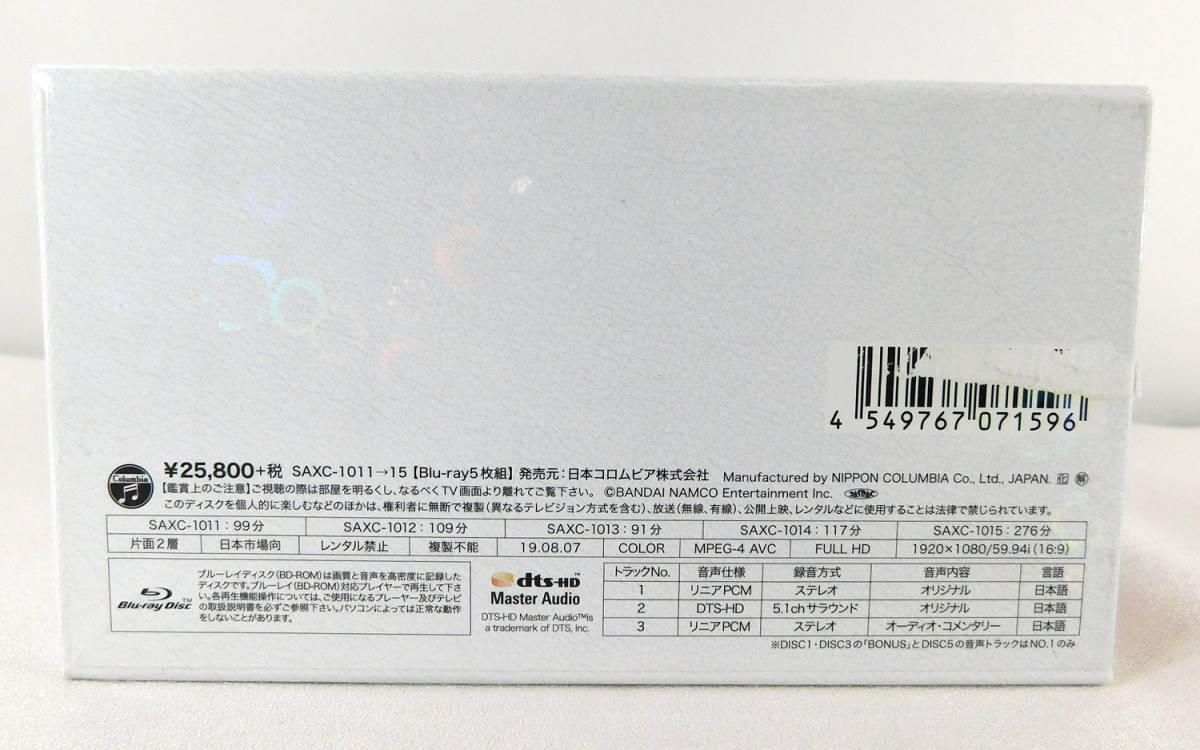 4 549767 071596
Columbia
¥25,800+税 SAXC-1011→15【Blu-ray5枚組】発売元:日本コロムビア株式会社 Manufactured by NIPPON COLUMBIA Co., Ltd., JAPAN.
【鑑賞上のご注意】ご視聴の際は部屋を明るくし、なるべくTV画面より離れてご覧下さい。 ©BANDAI NAMCO Entertainment Inc.
このディスクを個人的に楽しむなどのほかは、権利者に無断で複製(異なるテレビジョン方式を含む)、放送(無線、有線)、公開上映、レンタルなどに使用することは法律で禁じられています。
SAXC-1011:99分 SAXC-1012:109分 SAXC-1013:91分 SAXC-1014:117分 SAXC-1015:276分
片面2層 日本市場向 レンタル禁止 複製不能 19.08.07 COLOR MPEG-4 AVC FULL HD 1920×1080/59.94i(16:9)
Blu-ray Disc™
ブルーレイディスク(BD-ROM)は画質と音声を高密度に記録した
ディスクです。ブルーレイ(BD-ROM)対応プレイヤーで再生して下さ
い。各再生機能操作については、ご使用になるプレーヤー及びテレビ
の取扱説明書を必ずご参照下さい。パソコンによっては正常な動作
をしないことがあります。
dts-HD
Master Audio
DTS-HD Master Audio™is
a trademark of DTS, Inc.
トラックNo. 音声仕様 録音方式 音声内容 言語
1 リニアPCM ステレオ オリジナル 日本語
2 DTS-HD 5.1chサラウンド オリジナル 日本語
3 リニアPCM ステレオ オーディオ・コメンタリー 日本語
※DISC1・DISC3の「BONUS」とDISC5の音声トラックはNO.1のみ